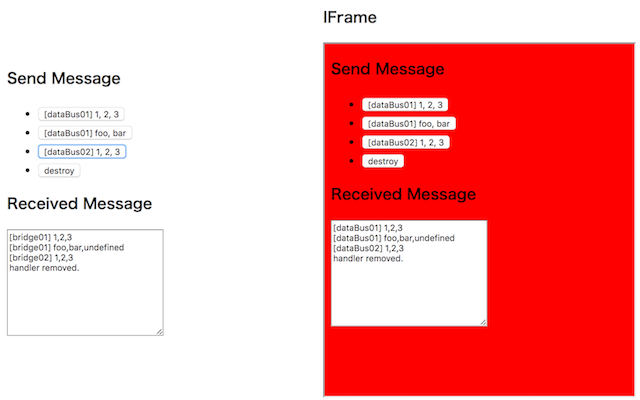 Send Message
[dataBus01] 1, 2, 3
[dataBus01] foo, bar
[dataBus02] 1, 2, 3
destroy
Received Message
[bridge01] 1,2,3
[bridge01] foo,bar,undefined
[bridge02] 1,2,3
handler removed.
IFrame
Send Message
[dataBus01] 1, 2, 3
[dataBus01] foo, bar
[dataBus02] 1, 2, 3
destroy
Received Message
[dataBus01] 1,2,3
[dataBus01] foo,bar,undefined
[dataBus02] 1,2,3
handler removed.